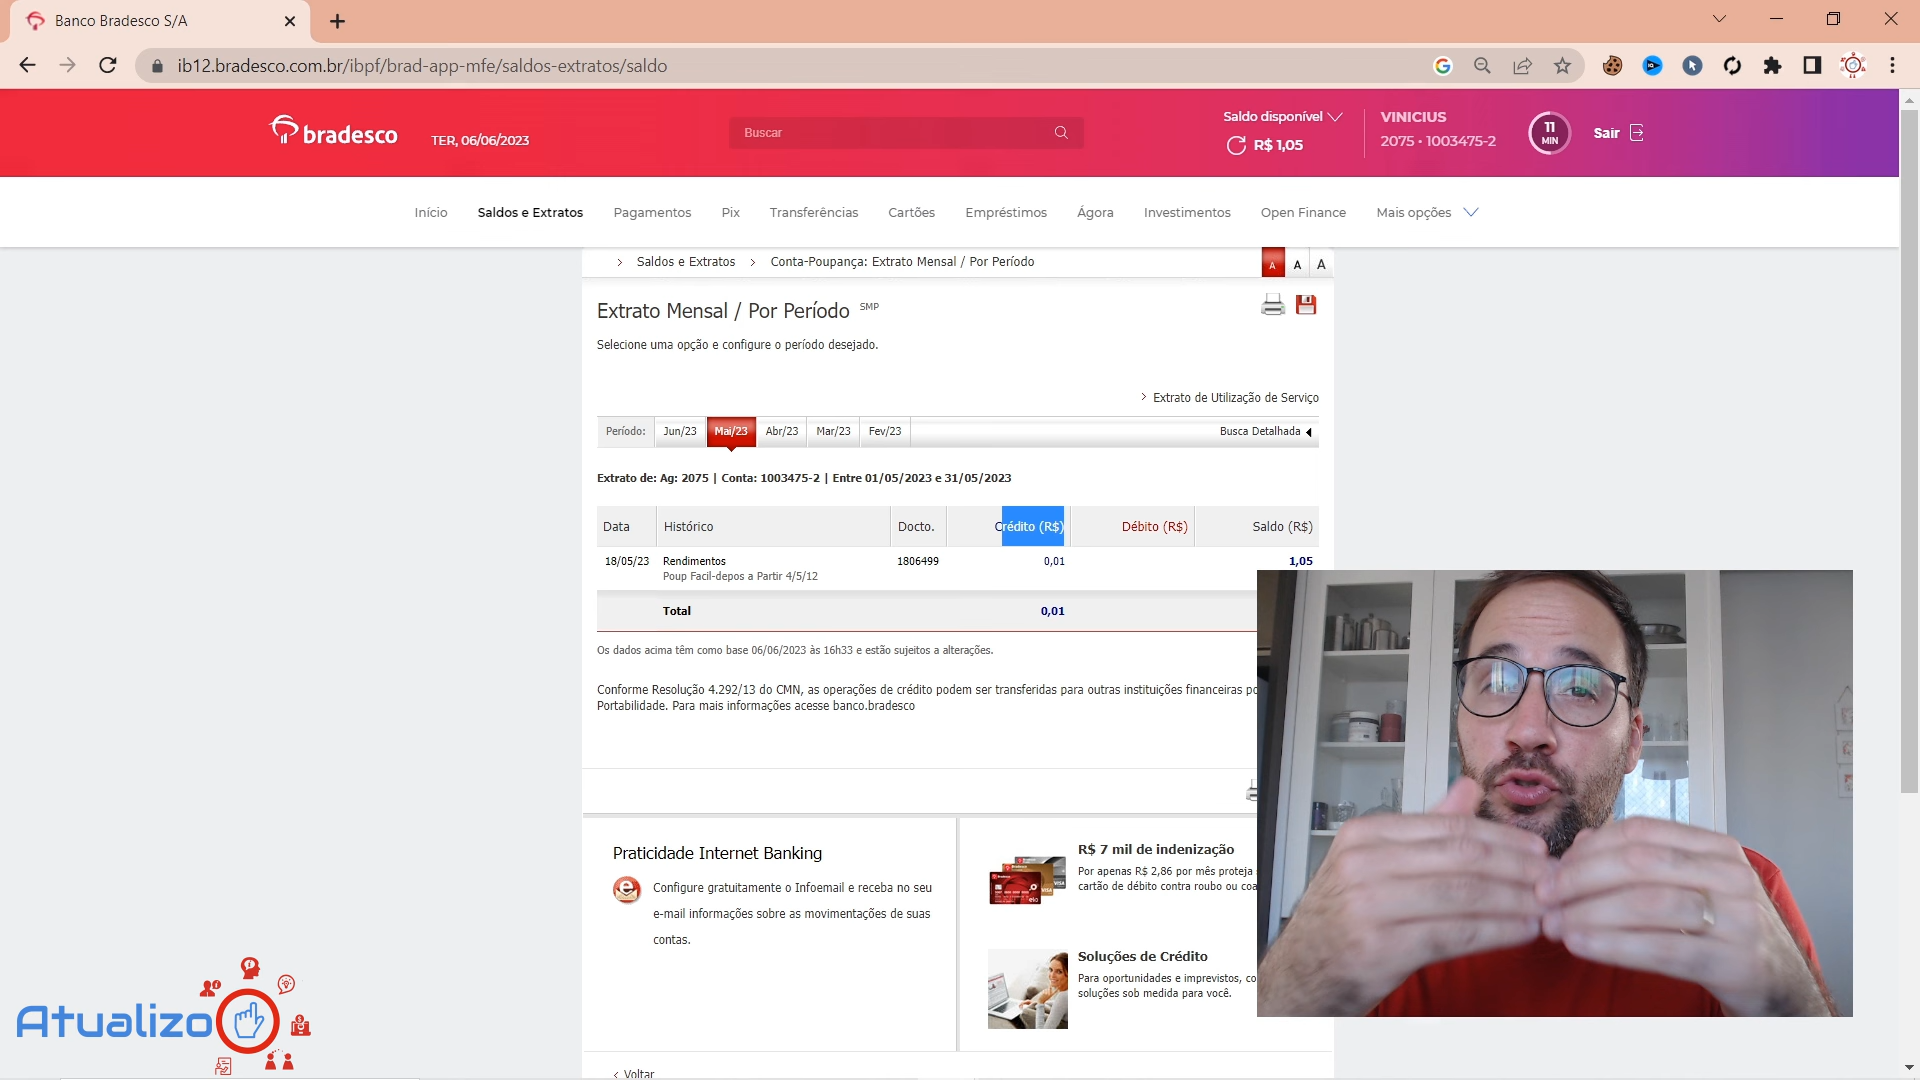 Banco Bradesco S/A
ib12.bradesco.com.br/ibpf/brad-app-mfe/saldos-extratos/saldo
bradesco
TER, 06/06/2023
Buscar
Saldo disponível
R$ 1,05
VINICIUS
2075 • 1003475-2
11
MIN
Sair
Início
Saldos e Extratos
Pagamentos
Pix
Transferências
Cartões
Empréstimos
Ágora
Investimentos
Open Finance
Mais opções
Saldos e Extratos
Conta-Poupança: Extrato Mensal / Por Período
A A A
Extrato Mensal / Por Período SMP
Selecione uma opção e configure o período desejado.
Extrato de Utilização de Serviço
Período: Jun/23 Mai/23 Abr/23 Mar/23 Fev/23
Busca Detalhada
Extrato de: Ag: 2075 | Conta: 1003475-2 | Entre 01/05/2023 e 31/05/2023
Data Histórico Docto. Crédito (R$) Débito (R$) Saldo (R$)
18/05/23 Rendimentos 1806499 0,01 1,05
Poup Facil-depos a Partir 4/5/12
Total 0,01
Os dados acima têm como base 06/06/2023 às 16h33 e estão sujeitos a alterações.
Conforme Resolução 4.292/13 do CMN, as operações de crédito podem ser transferidas para outras instituições financeiras po
Portabilidade. Para mais informações acesse banco.bradesco
Praticidade Internet Banking
Configure gratuitamente o Infoemail e receba no seu
e-mail informações sobre as movimentações de suas
contas.
R$ 7 mil de indenização
Por apenas R$ 2,86 por mês proteja
cartão de débito contra roubo ou coa
Soluções de Crédito
Para oportunidades e imprevistos, co
soluções sob medida para você.
Voltar
Atualizo